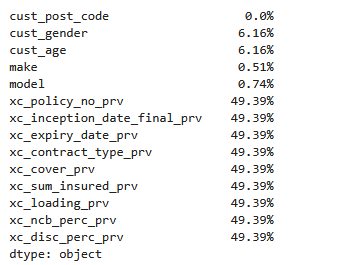 cust_post_code 0.0%
cust_gender 6.16%
cust_age 6.16%
make 0.51%
model 0.74%
xc_policy_no_prv 49.39%
xc_inception_date_final_prv 49.39%
xc_expiry_date_prv 49.39%
xc_contract_type_prv 49.39%
xc_cover_prv 49.39%
xc_sum_insured_prv 49.39%
xc_loading_prv 49.39%
xc_ncb_perc_prv 49.39%
xc_disc_perc_prv 49.39%
dtype: object